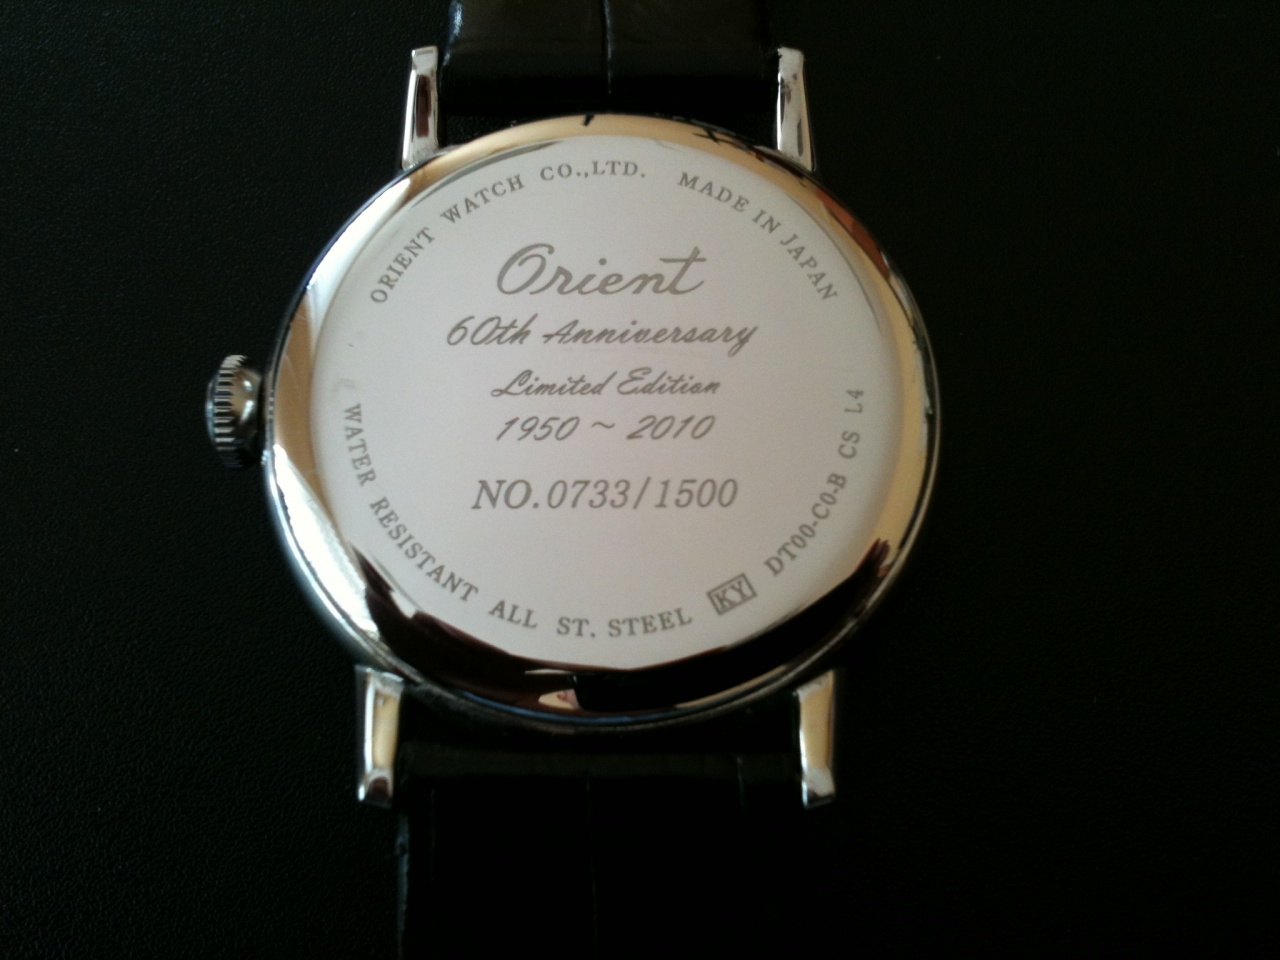 ORIENT WATCH CO.,LTD. MADE IN JAPAN
Orient
60th Anniversary
Limited Edition
1950 ~ 2010
NO.0733/1500
WATER RESISTANT ALL ST. STEEL KY DT00-C0-B CS L4